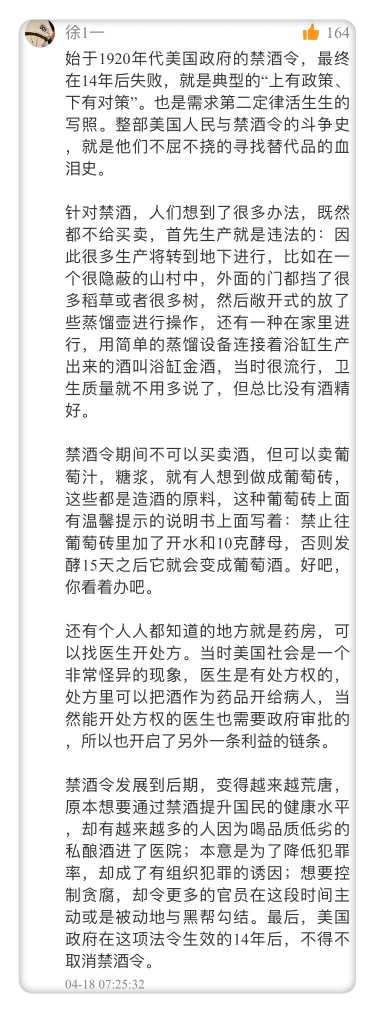 徐1一
164
始于1920年代美国政府的禁酒令，最终
在14年后失败，就是典型的“上有政策、
下有对策”。也是需求第二定律活生生的
写照。整部美国人民与禁酒令的斗争史
，就是他们不屈不挠的寻找替代品的血
泪史。
针对禁酒，人们想到了很多办法，既然
都不给买卖，首先生产就是违法的：因
此很多生产将转到地下进行，比如在一
个很隐蔽的山村中，外面的门都挡了很
多稻草或者很多树，然后敞开式的放了
些蒸馏壶进行操作，还有一种在家里进
行，用简单的蒸馏设备连接着浴缸生产
出来的酒叫浴缸金酒，当时很流行，卫
生质量就不用多说了，但总比没有酒精
好。
禁酒令期间不可以买卖酒，但可以卖葡
萄汁，糖浆，就有人想到做成葡萄砖，
这些都是造酒的原料，这种葡萄砖上面
有温馨提示的说明书上面写着：禁止往
葡萄砖里加了开水和10克酵母，否则发
酵15天之后它就会变成葡萄酒。好吧，
你看着办吧。
还有个人人都知道的地方就是药房，可
以找医生开处方。当时美国社会是一个
非常怪异的现象，医生是有处方权的，
处方里可以把酒作为药品开给病人，当
然能开处方权的医生也需要政府审批的
，所以也开启了另外一条利益的链条。
禁酒令发展到后期，变得越来越荒唐，
原本想要通过禁酒提升国民的健康水平
，却有越来越多的人因为喝品质低劣的
私酿酒进了医院；本意是为了降低犯罪
率，却成了有组织犯罪的诱因；想要控
制贪腐，却令更多的官员在这段时间主
动或是被动地与黑帮勾结。最后，美国
政府在这项法令生效的14年后，不得不
取消禁酒令。
04-18 07:25:32